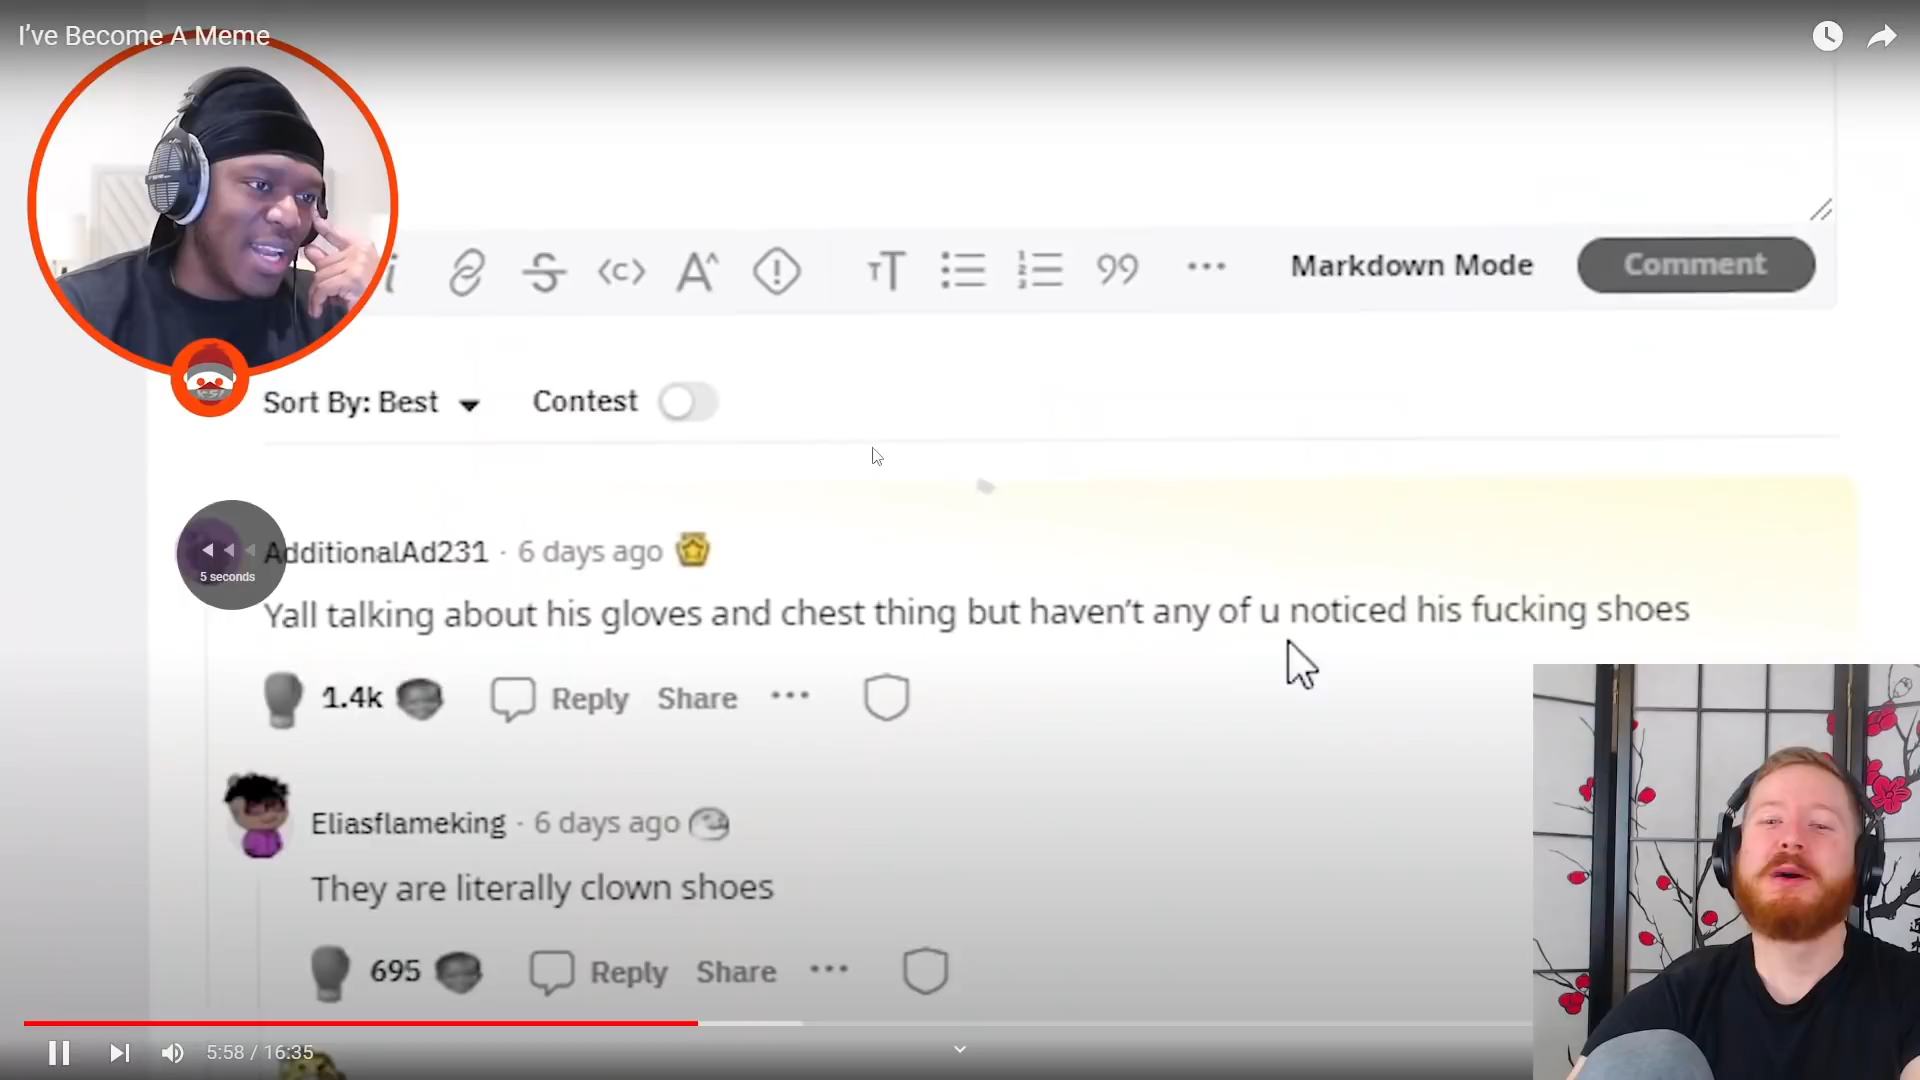 I've Become A Meme
Markdown Mode
Comment
Sort By: Best
Contest
5 seconds
AdditionalAd231 · 6 days ago
Yall talking about his gloves and chest thing but haven't any of u noticed his fucking shoes
1.4k
Reply
Share
Eliasflameking · 6 days ago
They are literally clown shoes
695
Reply
Share
5:58 / 16:35